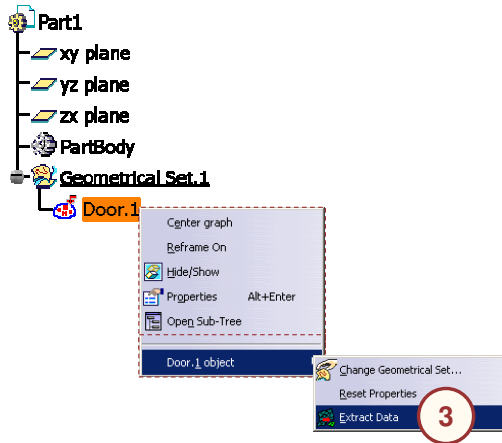 Part1
xy plane
yz plane
zx plane
PartBody
Geometrical Set.1
Door.1
Center graph
Reframe On
Hide/Show
Properties Alt+Enter
Open Sub-Tree
Door.1 object
Change Geometrical Set...
Reset Properties
Extract Data
3